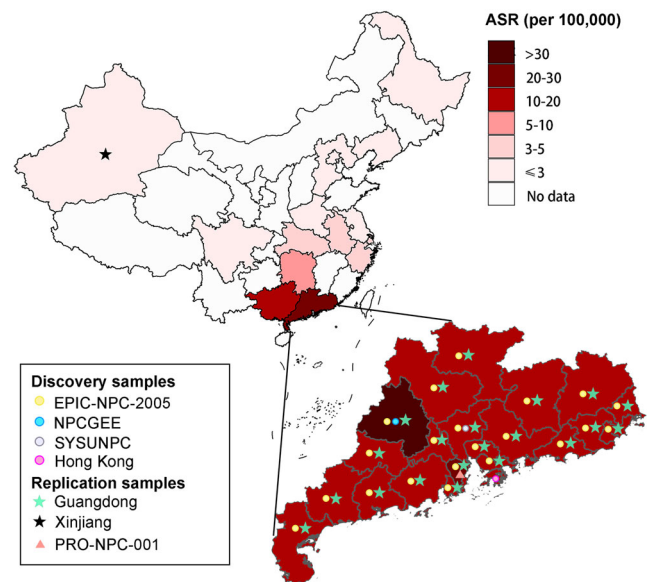 ASR (per 100,000)
>30
20-30
10-20
5-10
3-5
≤3
No data
Discovery samples
EPIC-NPC-2005
NPCGEE
SYSUNPC
Hong Kong
Replication samples
Guangdong
Xinjiang
PRO-NPC-001